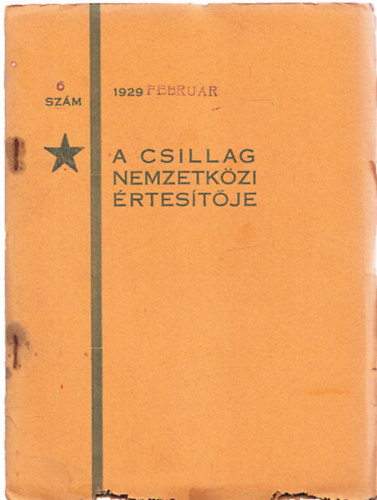 6
SZÁM
1929 FEBRUAR
A CSILLAG
NEMZETKÖZI
ÉRTESÍTŐJE